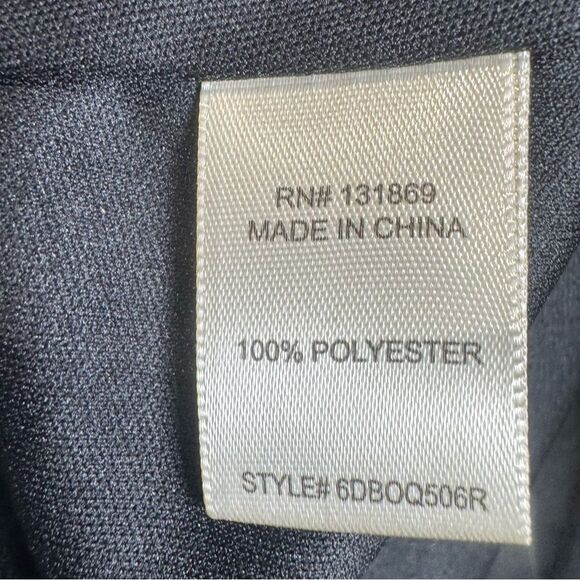 RN# 131869
MADE IN CHINA
100% POLYESTER
STYLE# 6DBOQ506R